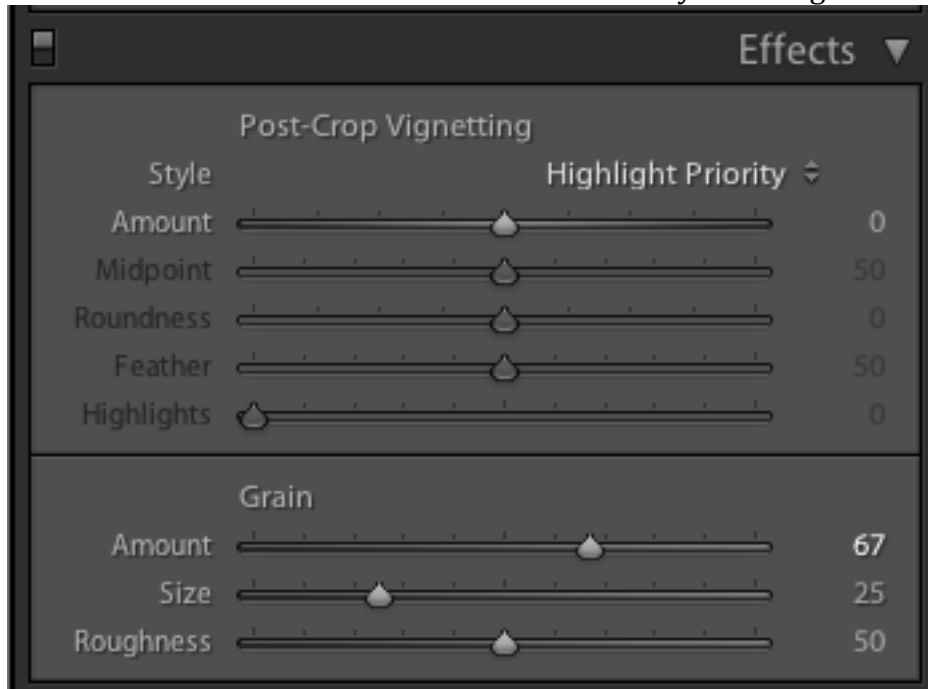 Effects
Post-Crop Vignetting
Style Highlight Priority
Amount 0
Midpoint 50
Roundness 0
Feather 50
Highlights 0
Grain
Amount 67
Size 25
Roughness 50